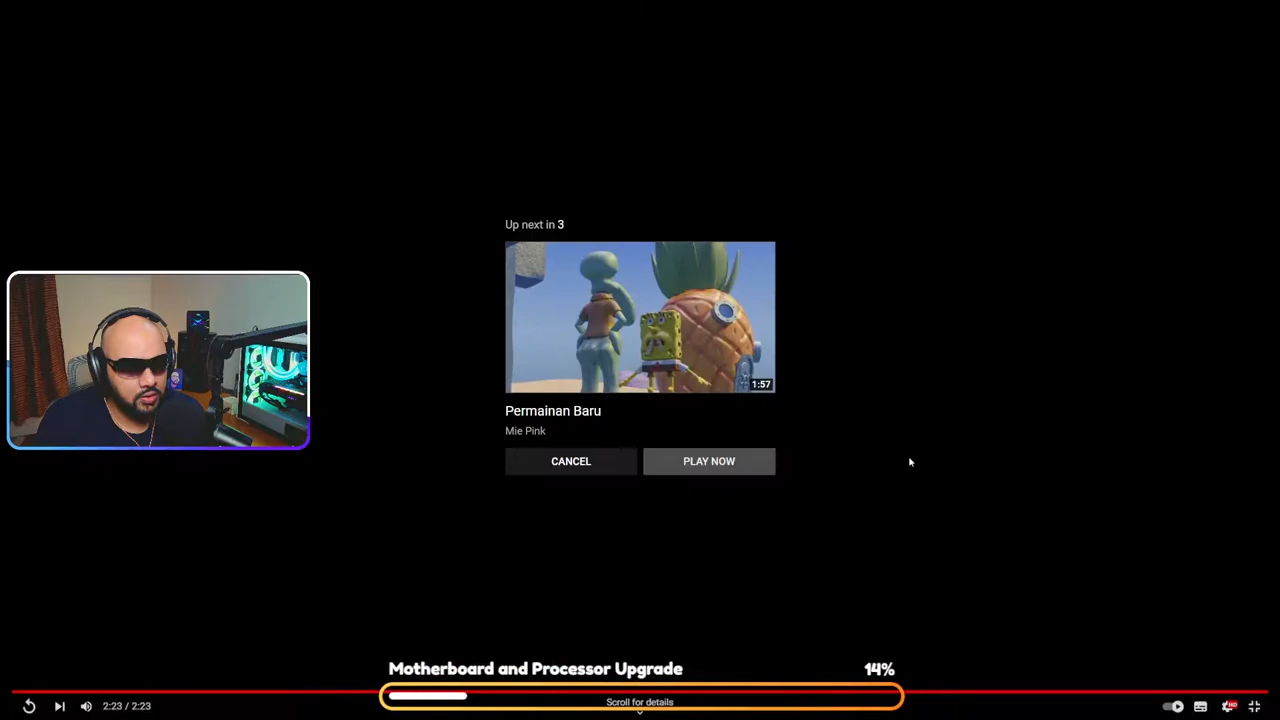 Up next in 3
1:57
Permainan Baru
Mie Pink
CANCEL
PLAY NOW
Motherboard and Processor Upgrade
14%
Scroll for details
2:23 / 2:23
HD